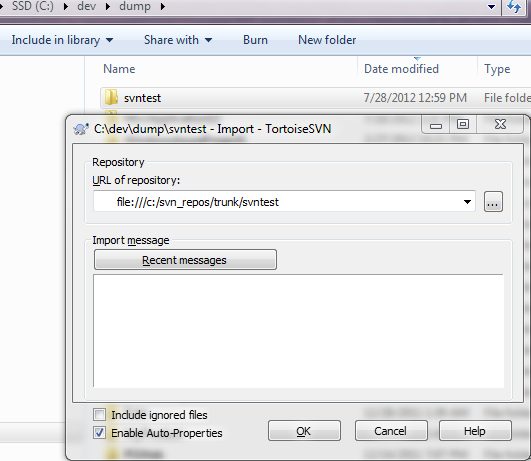 SSD (C:) dev dump
Include in library Share with Burn New folder
Name Date modified Type
svntest 7/28/2012 12:59 PM File folde
C:\dev\dump\svntest - Import - TortoiseSVN
Repository
URL of repository:
file:///c:/svn_repos/trunk/svntest
...
Import message
Recent messages
Include ignored files
Enable Auto-Properties
OK Cancel Help